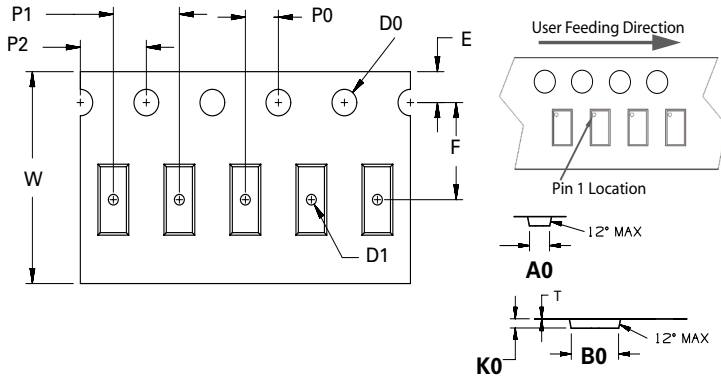 P1
P2
P0
D0
E
W
F
D1
User Feeding Direction
Pin 1 Location
12° MAX
A0
T
12° MAX
K0
B0